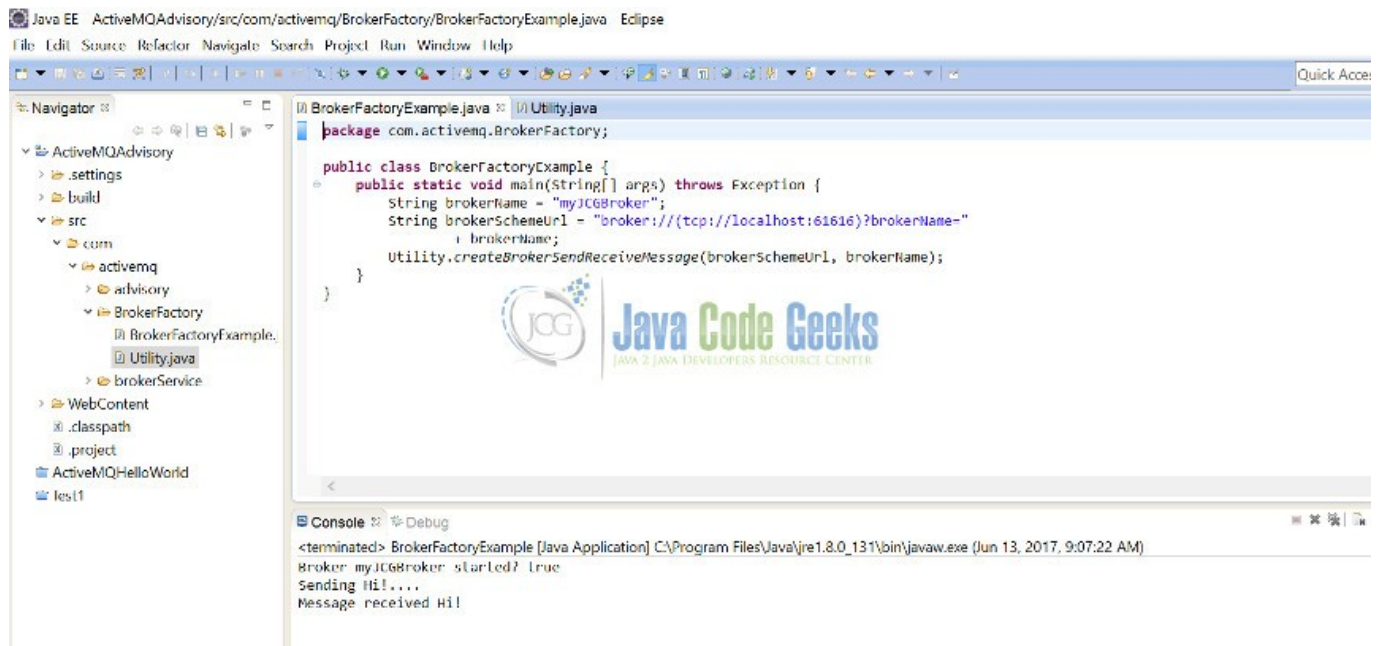 Java EE ActiveMQAdvisory/src/com/activemq/BrokerFactory/BrokerFactoryExample.java Eclipse
File Edit Source Refactor Navigate Search Project Run Window Help
Quick Acces
Navigator
BrokerFactoryExample.java Utility.java
ActiveMQAdvisory
.settings
build
src
com
activemq
advisory
BrokerFactory
BrokerFactoryExample.
Utility.java
brokerService
WebContent
.classpath
.project
ActiveMQHelloWorld
Test1
package com.activemq.BrokerFactory;
public class BrokerFactoryExample {
public static void main(String[] args) throws Exception {
String brokerName = "myJCGBroker";
String brokerSchemeUrl = "broker://(tcp://localhost:61616)?brokerName="
+ brokerName;
Utility.createBrokerSendReceiveMessage(brokerSchemeUrl, brokerName);
}
}
JCG
Java Code Geeks
JAVA 2 JAVA DEVELOPERS RESOURCE CENTER
Console Debug
<terminated> BrokerFactoryExample [Java Application] C:\Program Files\Java\jre1.8.0_131\bin\javaw.exe (Jun 13, 2017, 9:07:22 AM)
Broker myJCGBroker started? true
Sending Hi!....
Message received Hi!